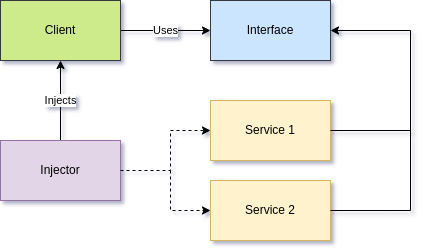 Client
Uses
Interface
Injects
Service 1
Injector
Service 2